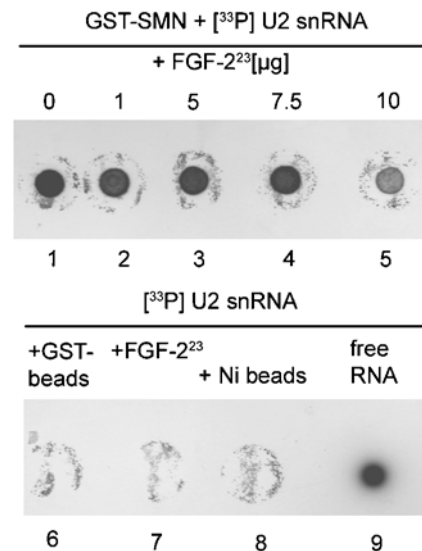 GST-SMN + [³³P] U2 snRNA
+ FGF-2²³[µg]
0 1 5 7.5 10
1 2 3 4 5
[³³P] U2 snRNA
+GST-beads +FGF-2²³ + Ni beads free RNA
6 7 8 9